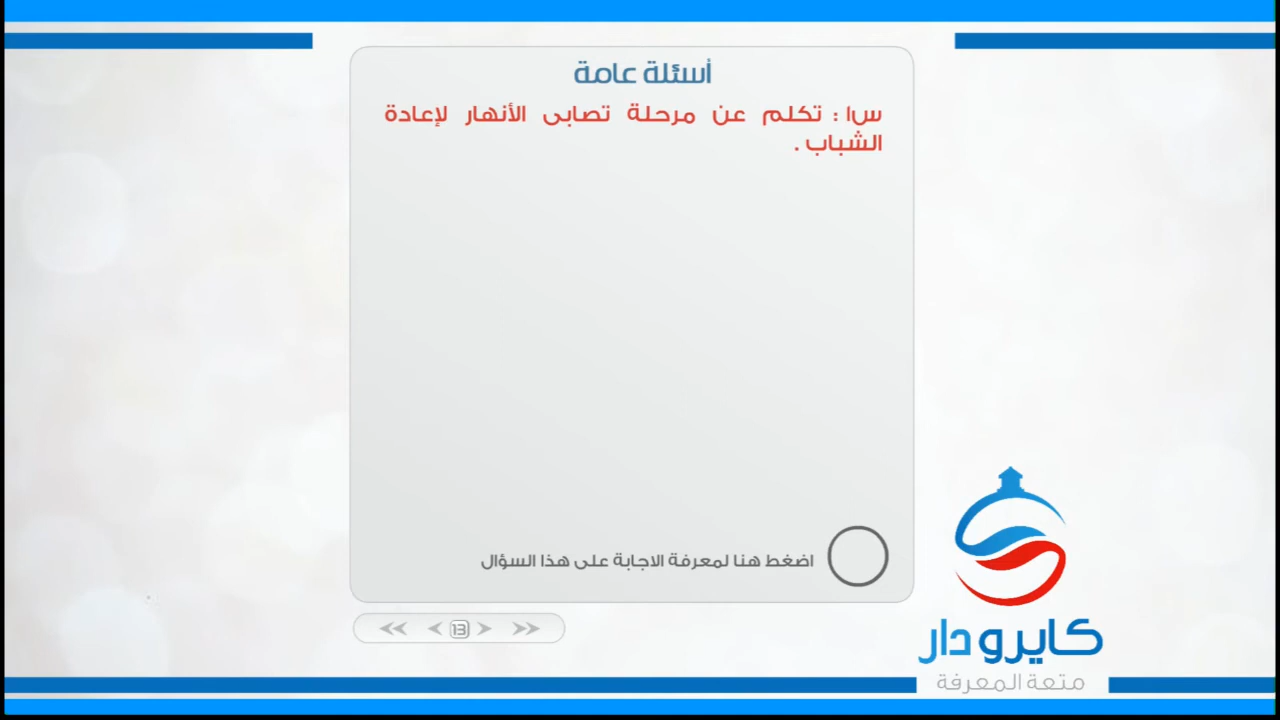 أسئلة عامة
س١ : تكلم عن مرحلة تصابى الأنهار لإعادة
الشباب .
اضغط هنا لمعرفة الاجابة على هذا السؤال
13
كايرو دار
متعة المعرفة